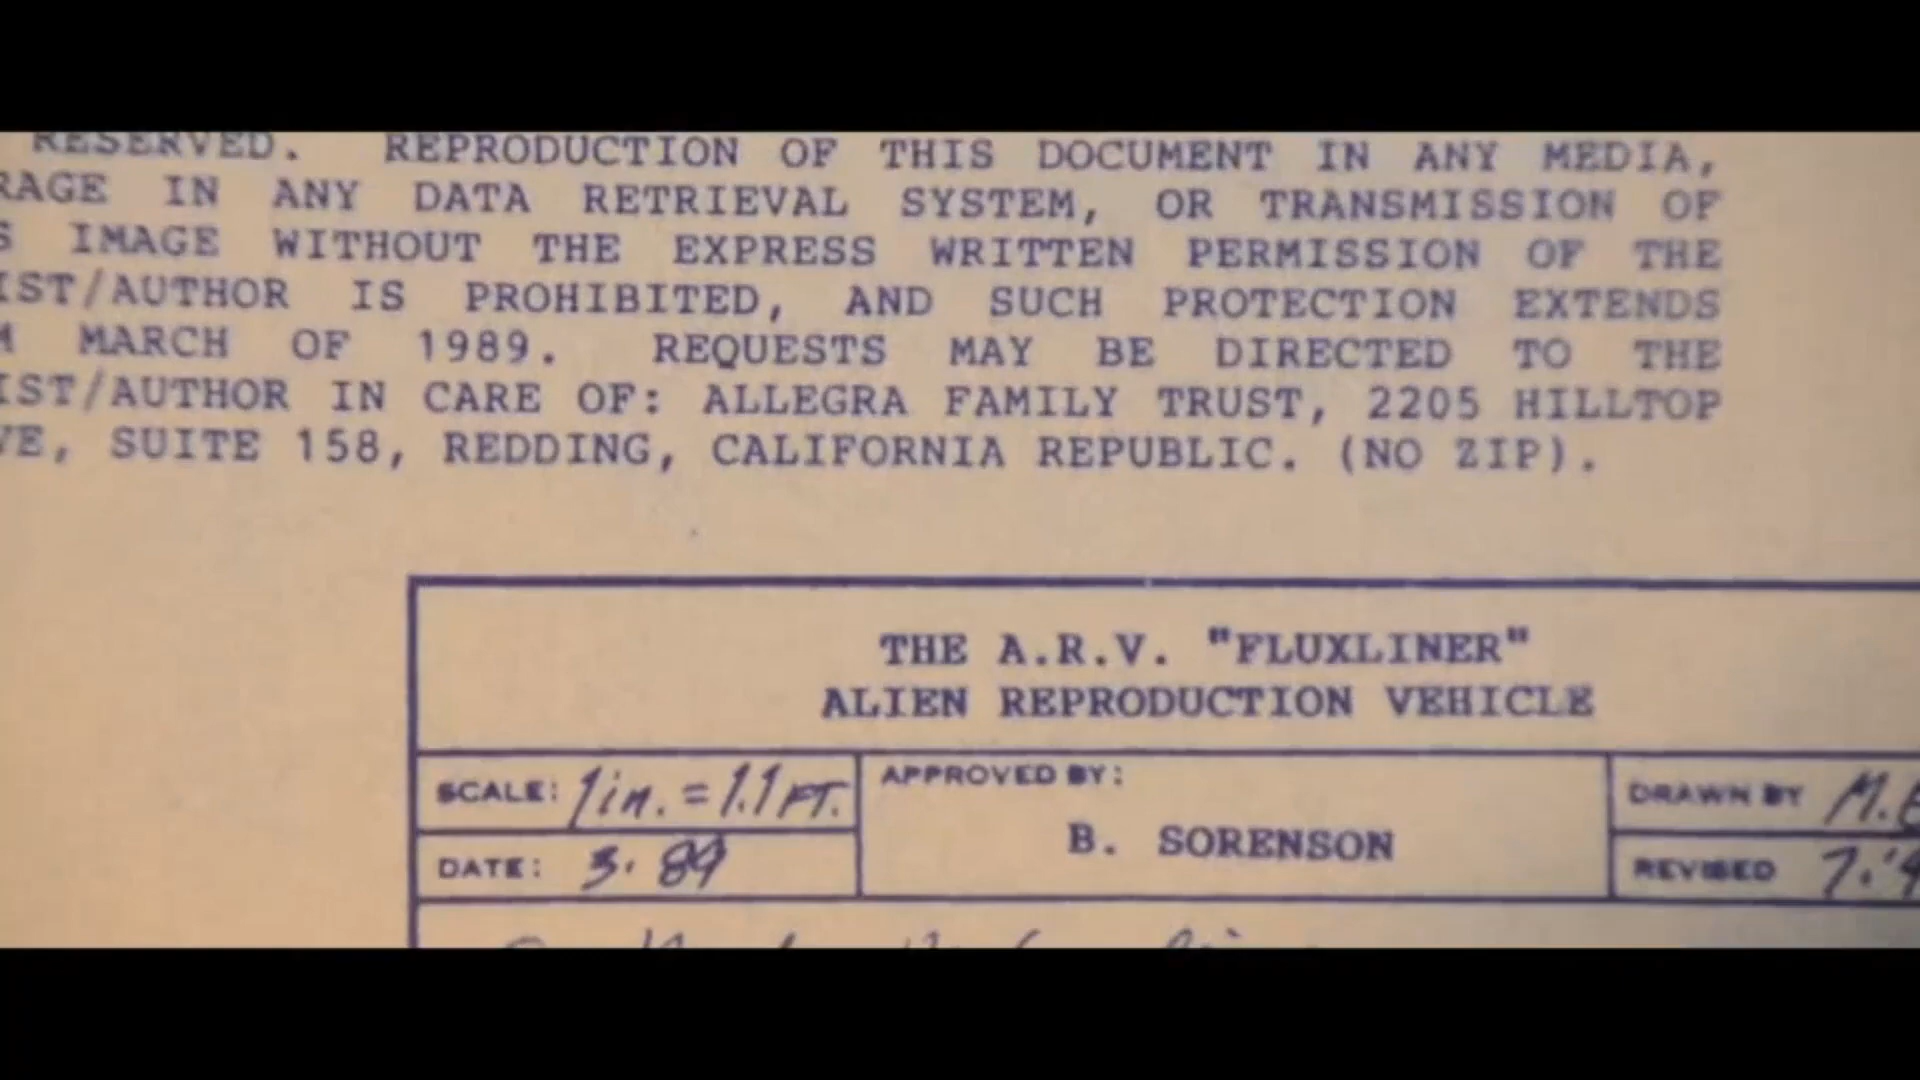 RESERVED. REPRODUCTION OF THIS DOCUMENT IN ANY MEDIA,
RAGE IN ANY DATA RETRIEVAL SYSTEM, OR TRANSMISSION OF
S IMAGE WITHOUT THE EXPRESS WRITTEN PERMISSION OF THE
IST/AUTHOR IS PROHIBITED, AND SUCH PROTECTION EXTENDS
M MARCH OF 1989. REQUESTS MAY BE DIRECTED TO THE
IST/AUTHOR IN CARE OF: ALLEGRA FAMILY TRUST, 2205 HILLTOP
VE, SUITE 158, REDDING, CALIFORNIA REPUBLIC. (NO ZIP).
THE A.R.V. "FLUXLINER"
ALIEN REPRODUCTION VEHICLE
SCALE: 1in. = 1.1 FT.
APPROVED BY:
B. SORENSON
DRAWN BY M.
DATE: 3.89
REVISED 7.'